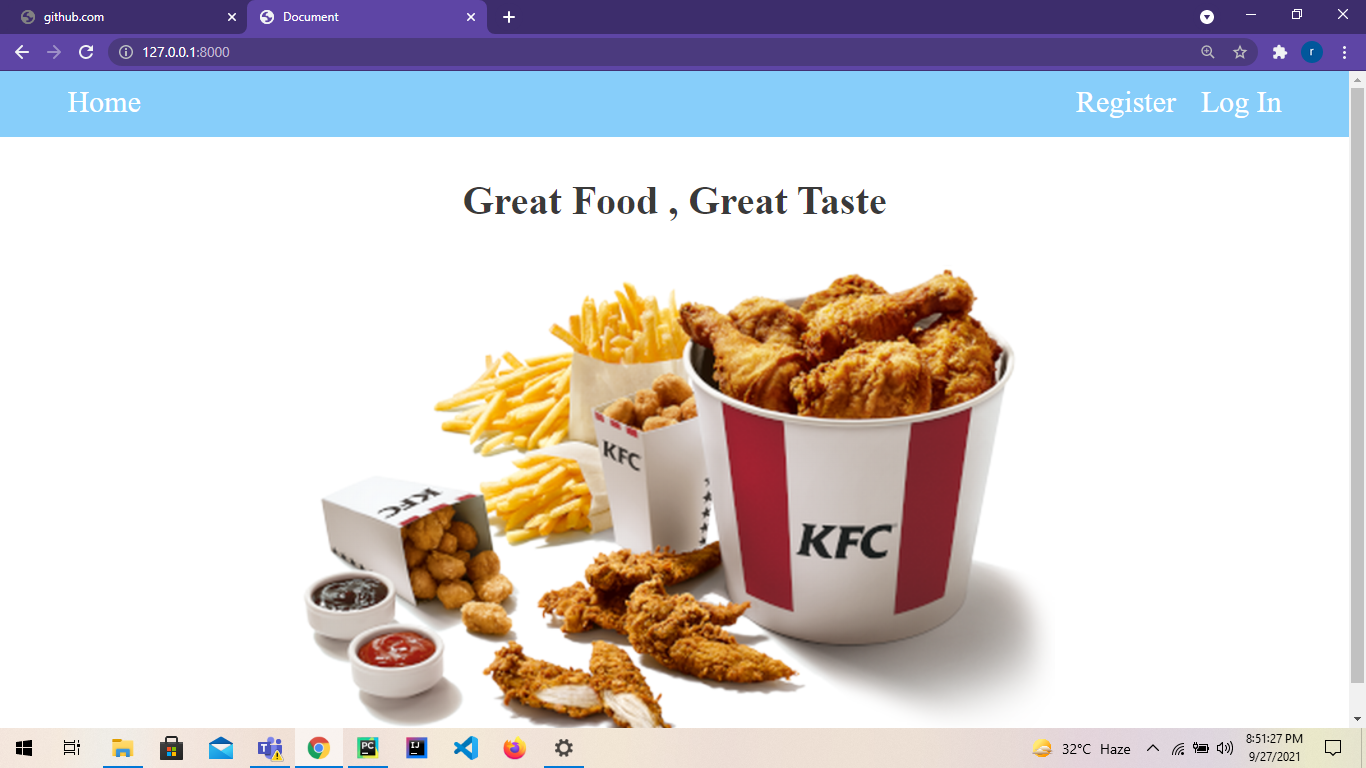 github.com
Document
127.0.0.1:8000
r
Home
Register
Log In
Great Food , Great Taste
KFC
KFC
KFC
PC
IJ
32°C Haze
8:51:27 PM
9/27/2021